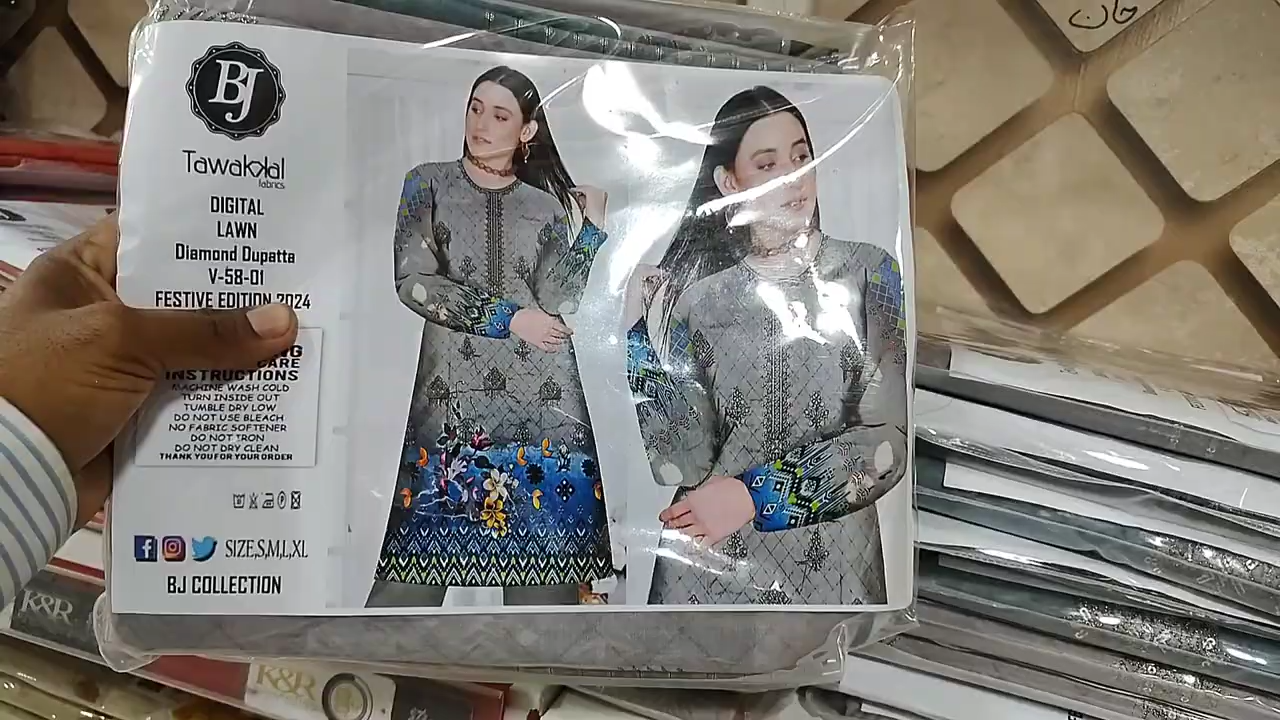 BJ
Tawakkal
fabrics
DIGITAL
LAWN
Diamond Dupatta
V-58-01
FESTIVE EDITION 2024
CARE
INSTRUCTIONS
MACHINE WASH COLD
TURN INSIDE OUT
TUMBLE DRY LOW
DO NOT USE BLEACH
NO FABRIC SOFTENER
DO NOT IRON
DO NOT DRY CLEAN
THANK YOU FOR YOUR ORDER
SIZE,S,M,L,XL
BJ COLLECTION
K&R
K&R
خان